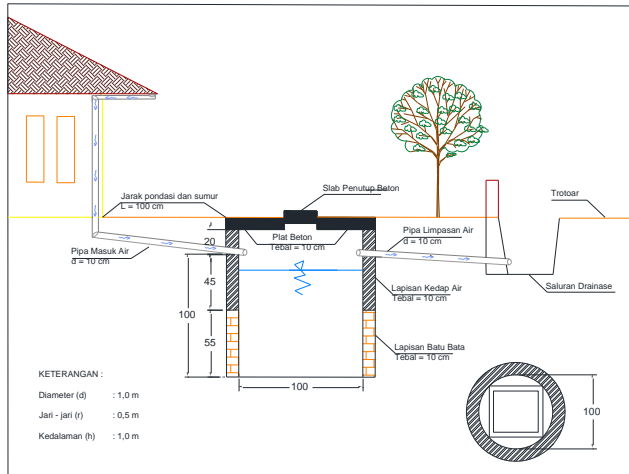 Jarak pondasi dan sumur
L = 100 cm
Slab Penutup Beton
Trotoar
Plat Beton
Tebal = 10 cm
Pipa Limpasan Air
d = 10 cm
Pipa Masuk Air
d = 10 cm
20
45
100
55
100
Lapisan Kedap Air
Tebal = 10 cm
Saluran Drainase
Lapisan Batu Bata
Tebal = 10 cm
KETERANGAN :
Diameter (d) : 1,0 m
Jari - jari (r) : 0,5 m
Kedalaman (h) : 1,0 m
100